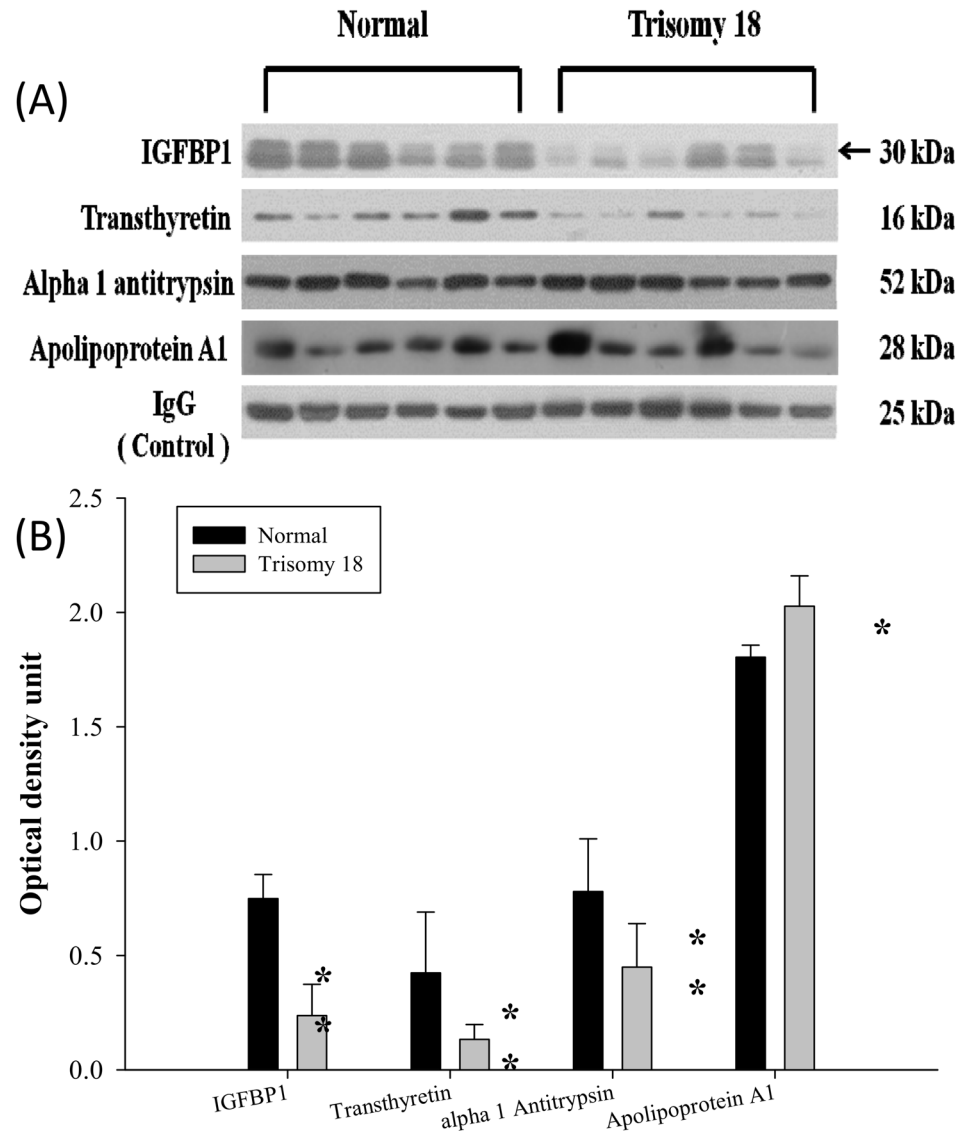 Normal Trisomy 18
(A)
IGFBP1 30 kDa
Transthyretin 16 kDa
Alpha 1 antitrypsin 52 kDa
Apolipoprotein A1 28 kDa
IgG 25 kDa
( Control )
(B)
2.5
Normal
Trisomy 18
2.0
*
1.5
Optical density unit
1.0
0.5
* * * * * *
0.0
IGFBP1 Transthyretin alpha 1 Antitrypsin Apolipoprotein A1